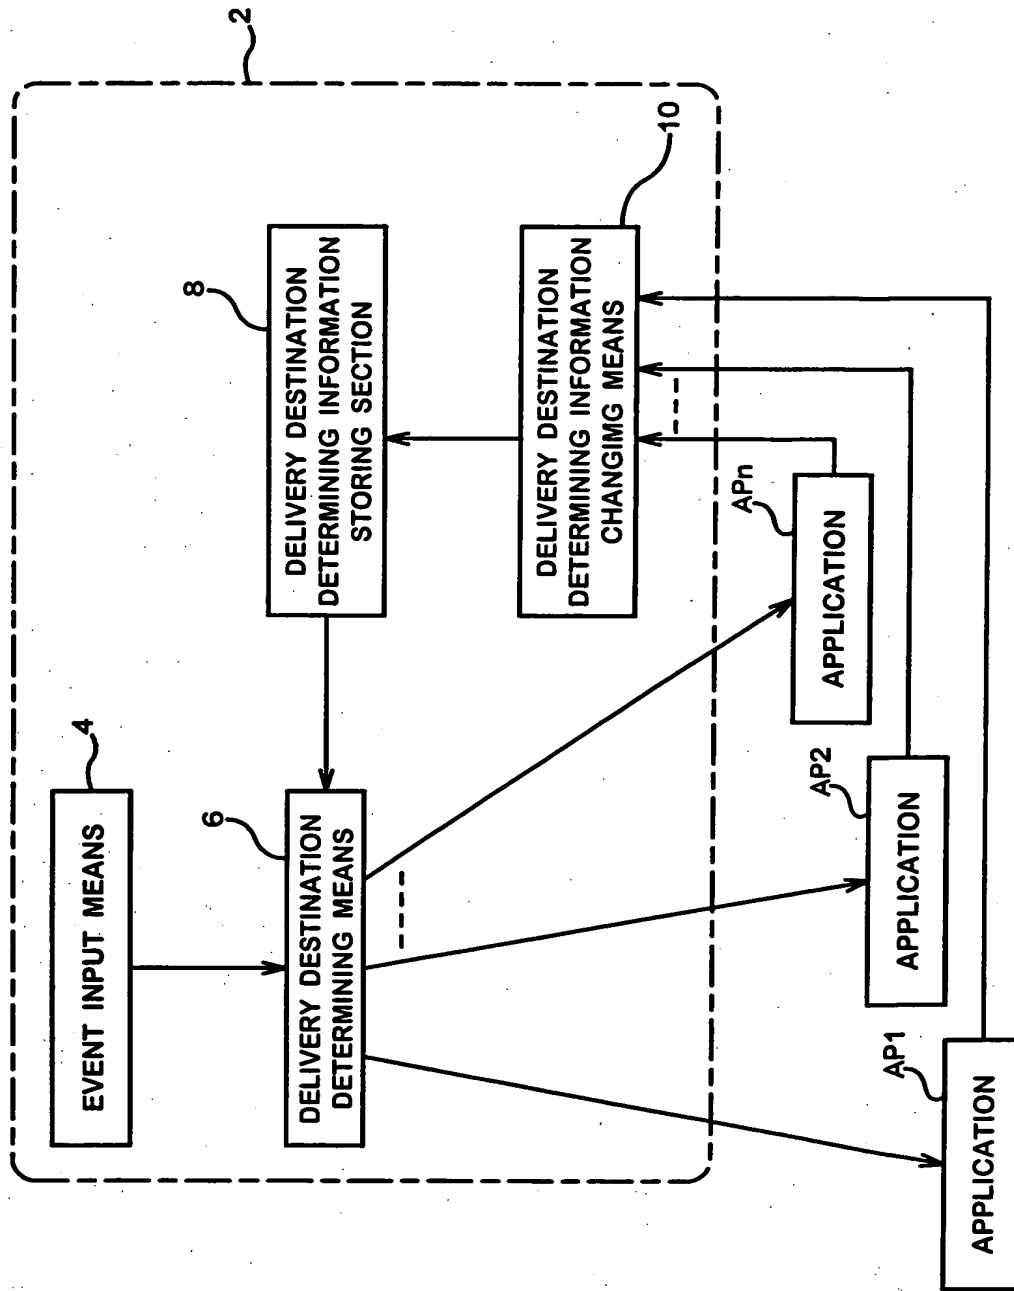 2
4
EVENT INPUT MEANS
6
DELIVERY DESTINATION
DETERMINING MEANS
8
DELIVERY DESTINATION
DETERMINING INFORMATION
STORING SECTION
10
DELIVERY DESTINATION
DETERMINING INFORMATION
CHANGIMG MEANS
AP1
APPLICATION
AP2
APPLICATION
APn
APPLICATION